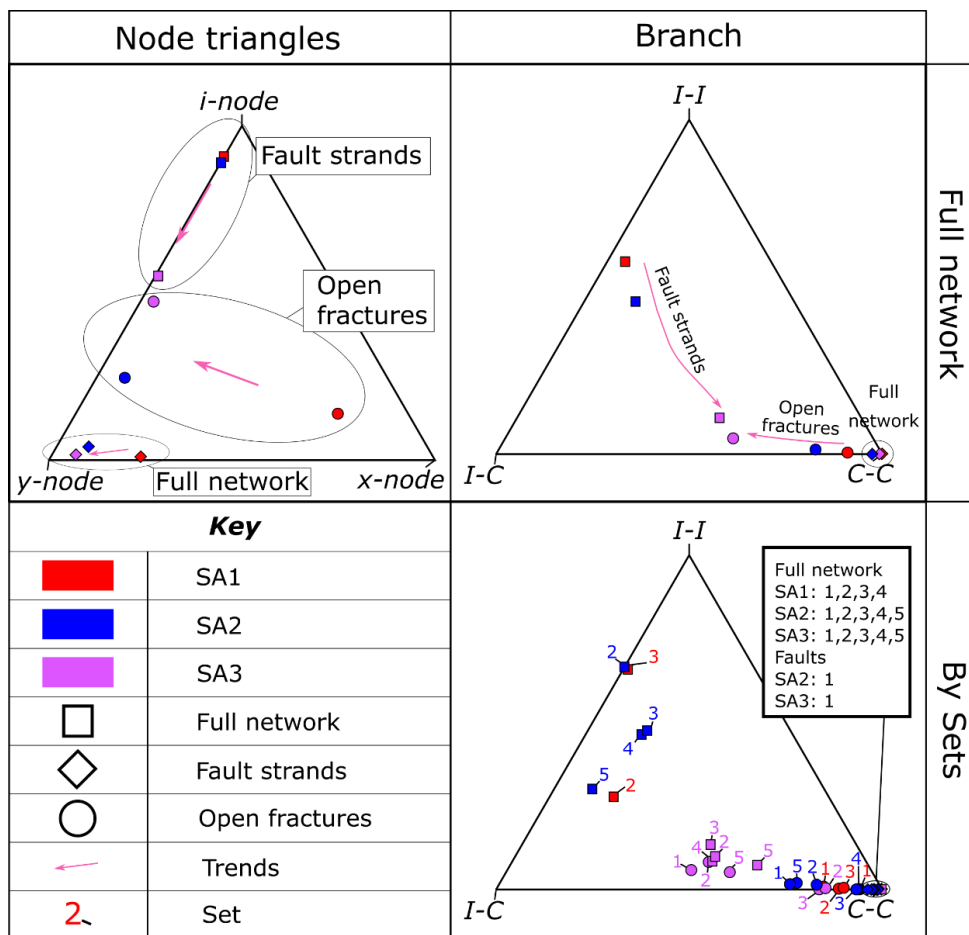 Node triangles
Branch
i-node
Fault strands
Open
fractures
y-node
Full network
x-node
I-I
Fault strands
Open
fractures
Full
network
I-C
C-C
Full network
Key
SA1
SA2
SA3
Full network
Fault strands
Open fractures
Trends
2 Set
I-I
Full network
SA1: 1,2,3,4
SA2: 1,2,3,4,5
SA3: 1,2,3,4,5
Faults
SA2: 1
SA3: 1
2 3
3
4
5
2
3
4 2 5
1 2 5
1 5 2 1 2 3 4 1
3 2 3
I-C
C-C
By Sets